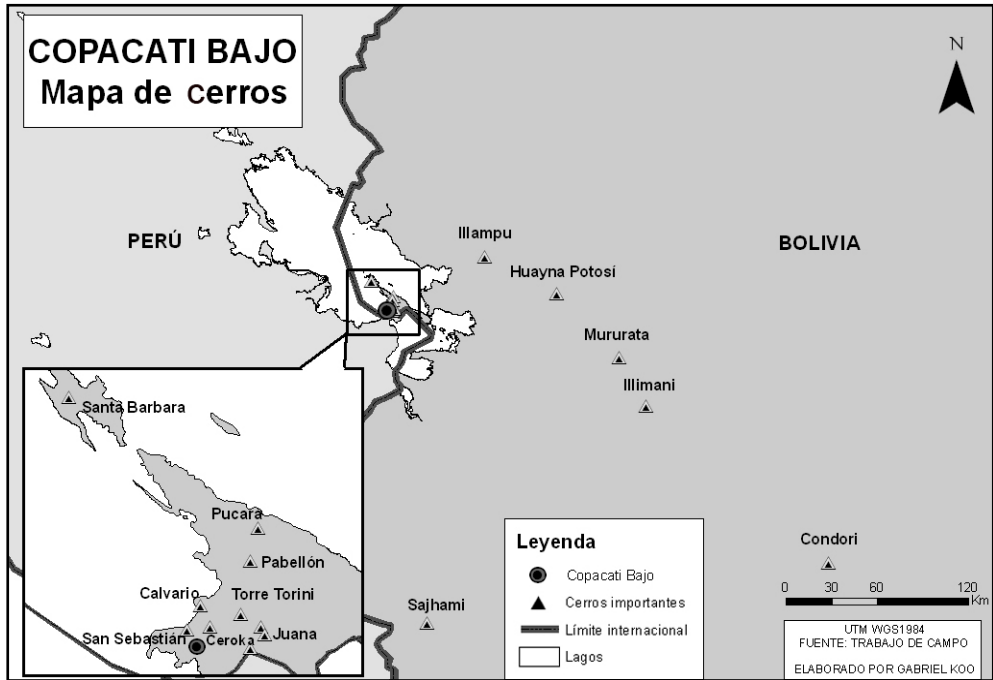 COPACATI BAJO
Mapa de cerros
N
PERÚ
BOLIVIA
Illampu
Huayna Potosí
Mururata
Illimani
Santa Barbara
Pucara
Pabellón
Calvario
Torre Torini
San Sebastián
Ceroka
Juana
Sajhami
Condori
Leyenda
Copacati Bajo
Cerros importantes
Límite internacional
Lagos
0 30 60 120
Km
UTM WGS1984
FUENTE: TRABAJO DE CAMPO
ELABORADO POR GABRIEL KOO